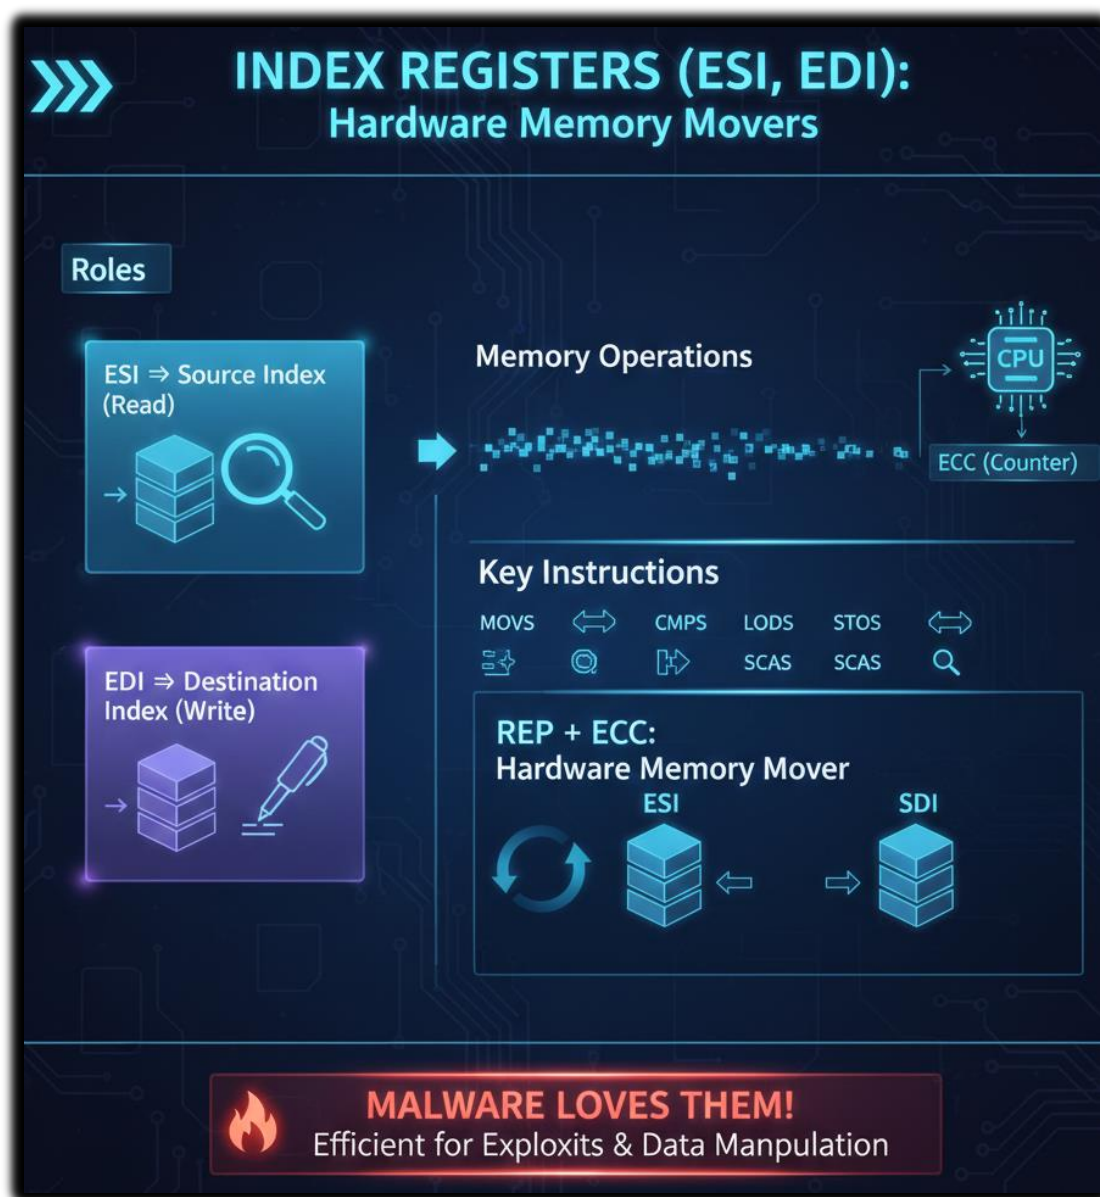 INDEX REGISTERS (ESI, EDI):
Hardware Memory Movers
Roles
ESI ⇒ Source Index
(Read)
EDI ⇒ Destination
Index (Write)
Memory Operations
CPU
ECC (Counter)
Key Instructions
MOVS CMPS LODS STOS
SCAS SCAS
REP + ECC:
Hardware Memory Mover
ESI SDI
MALWARE LOVES THEM!
Efficient for Exploxits & Data Manpulation